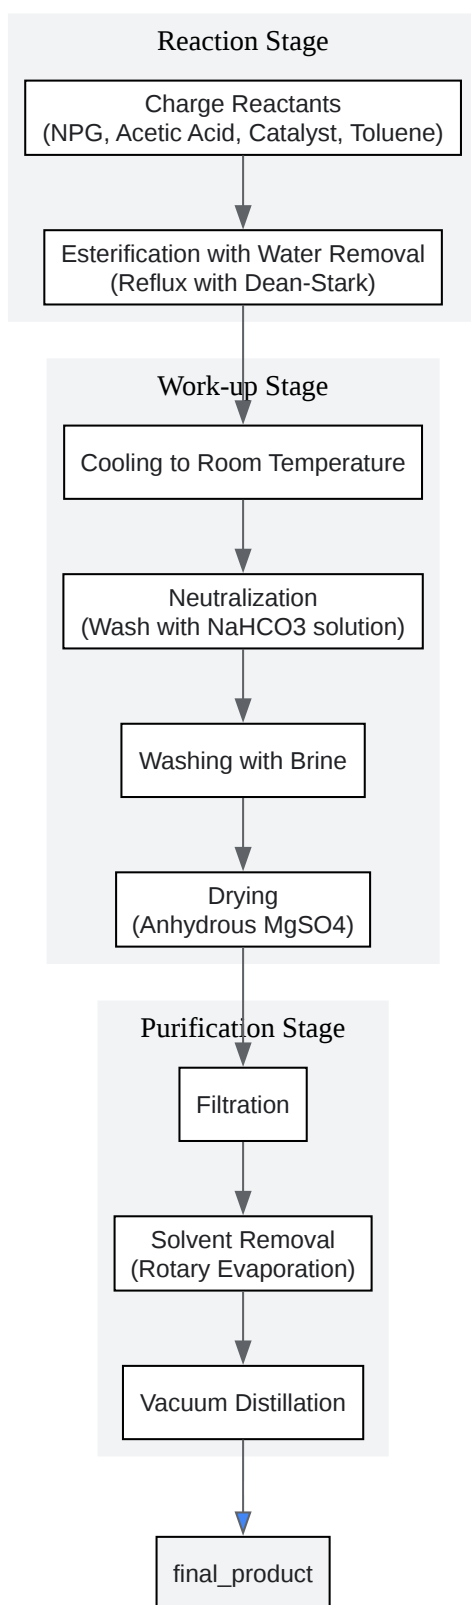 Reaction Stage
Charge Reactants
(NPG, Acetic Acid, Catalyst, Toluene)
Esterification with Water Removal
(Reflux with Dean-Stark)
Work-up Stage
Cooling to Room Temperature
Neutralization
(Wash with NaHCO3 solution)
Washing with Brine
Drying
(Anhydrous MgSO4)
Purification Stage
Filtration
Solvent Removal
(Rotary Evaporation)
Vacuum Distillation
final_product